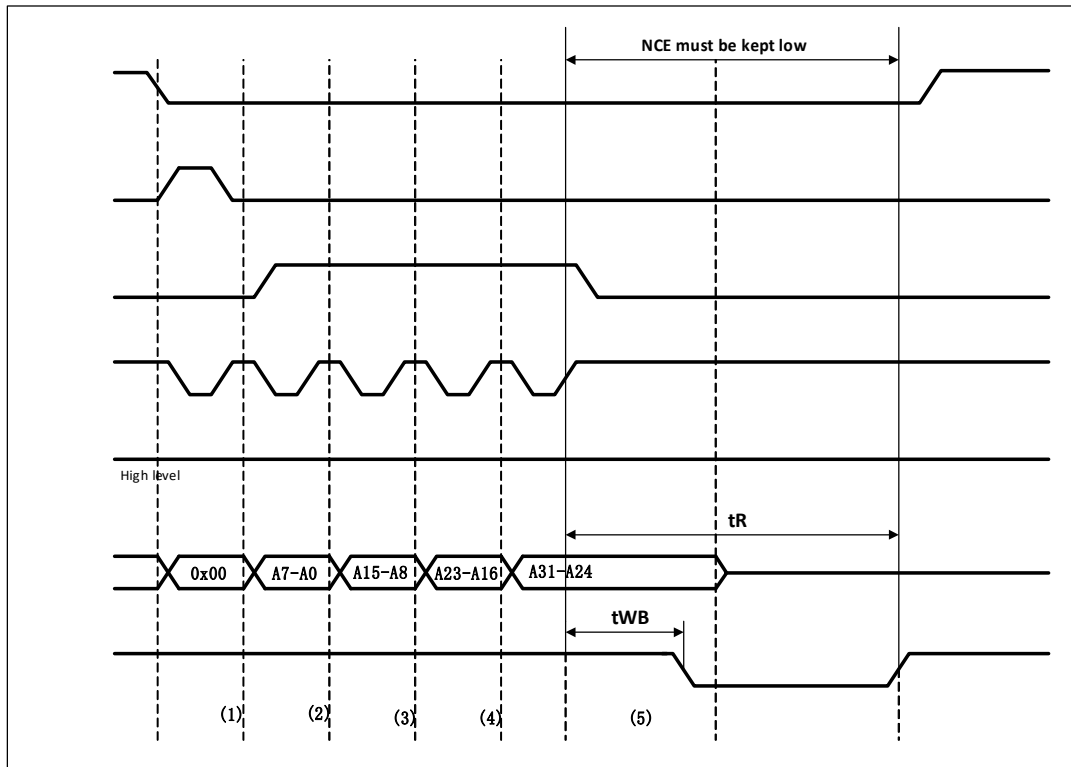 NCE must be kept low
High level
tR
0x00 A7-A0 A15-A8 A23-A16 A31-A24
tWB
(1) (2) (3) (4) (5)